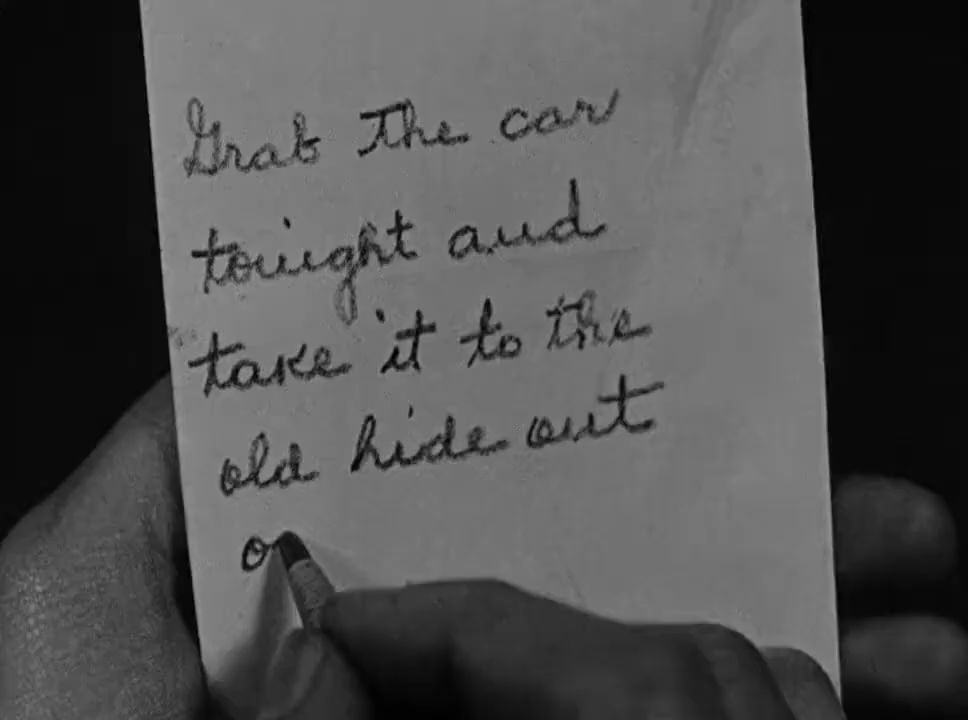 Grab the car
tonight and
take it to the
old hide out
o